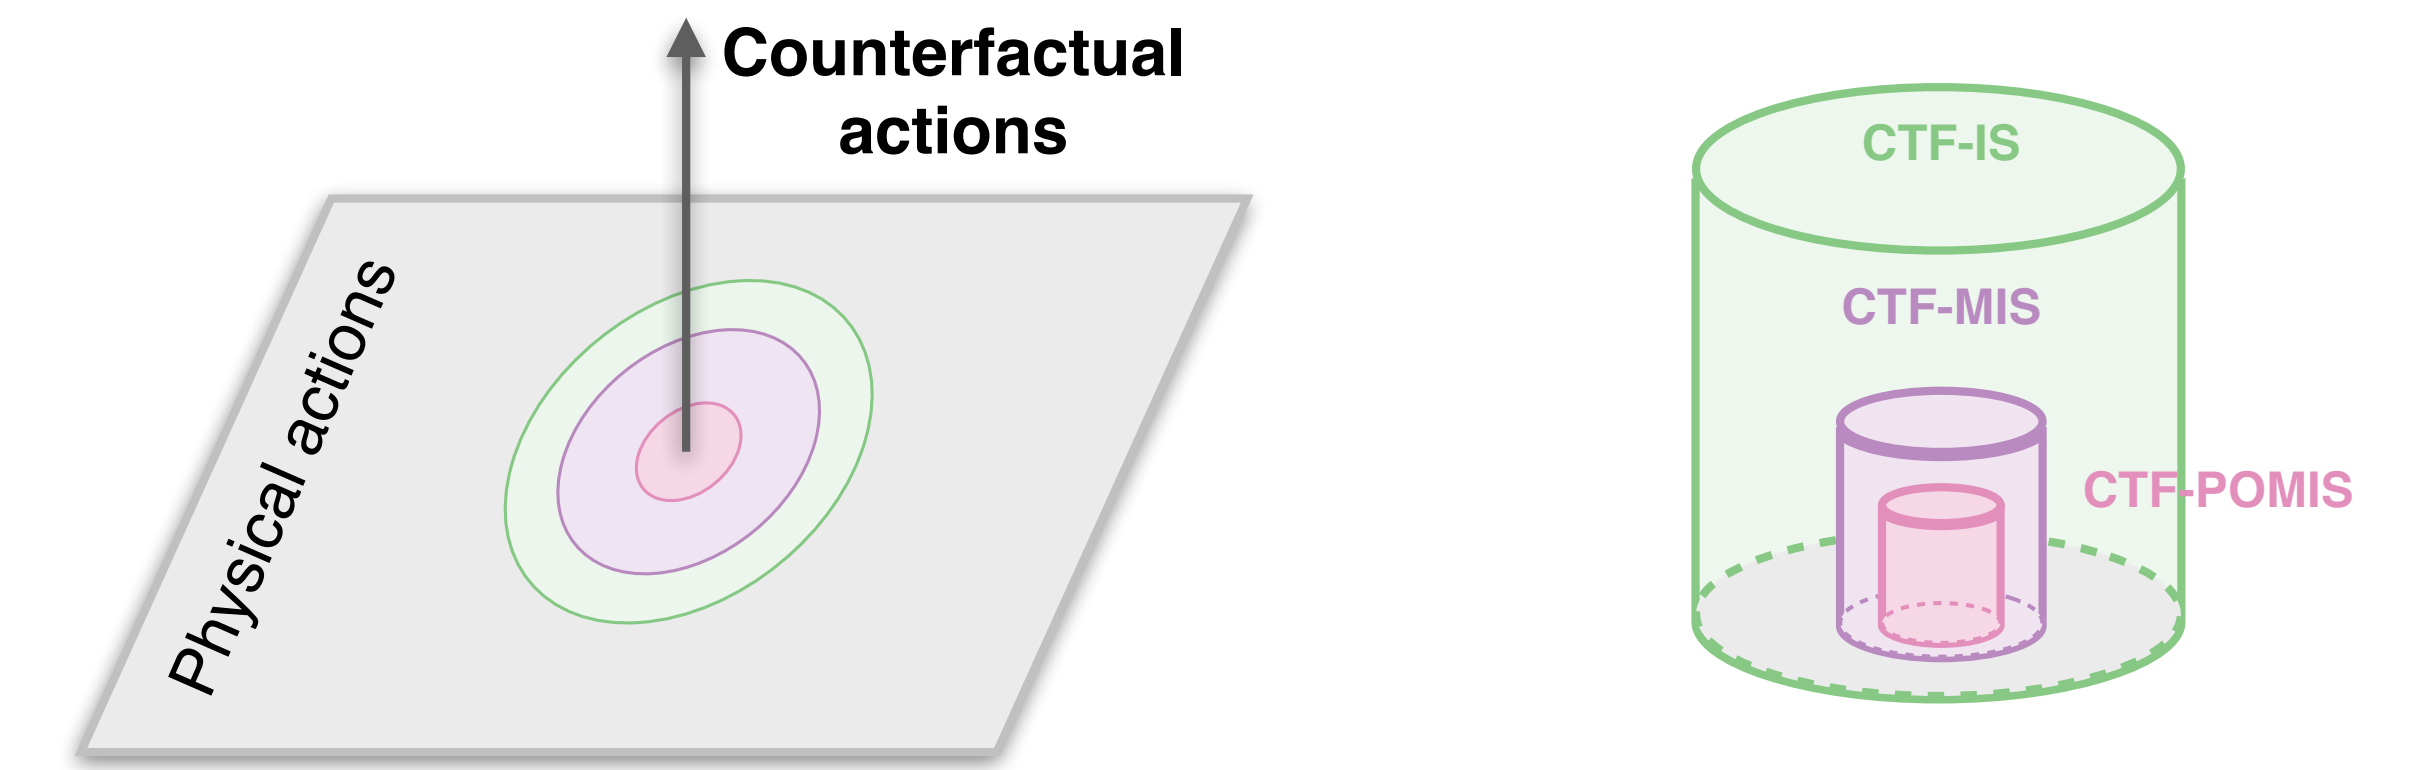 Counterfactual
actions
Physical actions
CTF-IS
CTF-MIS
CTF-POMIS